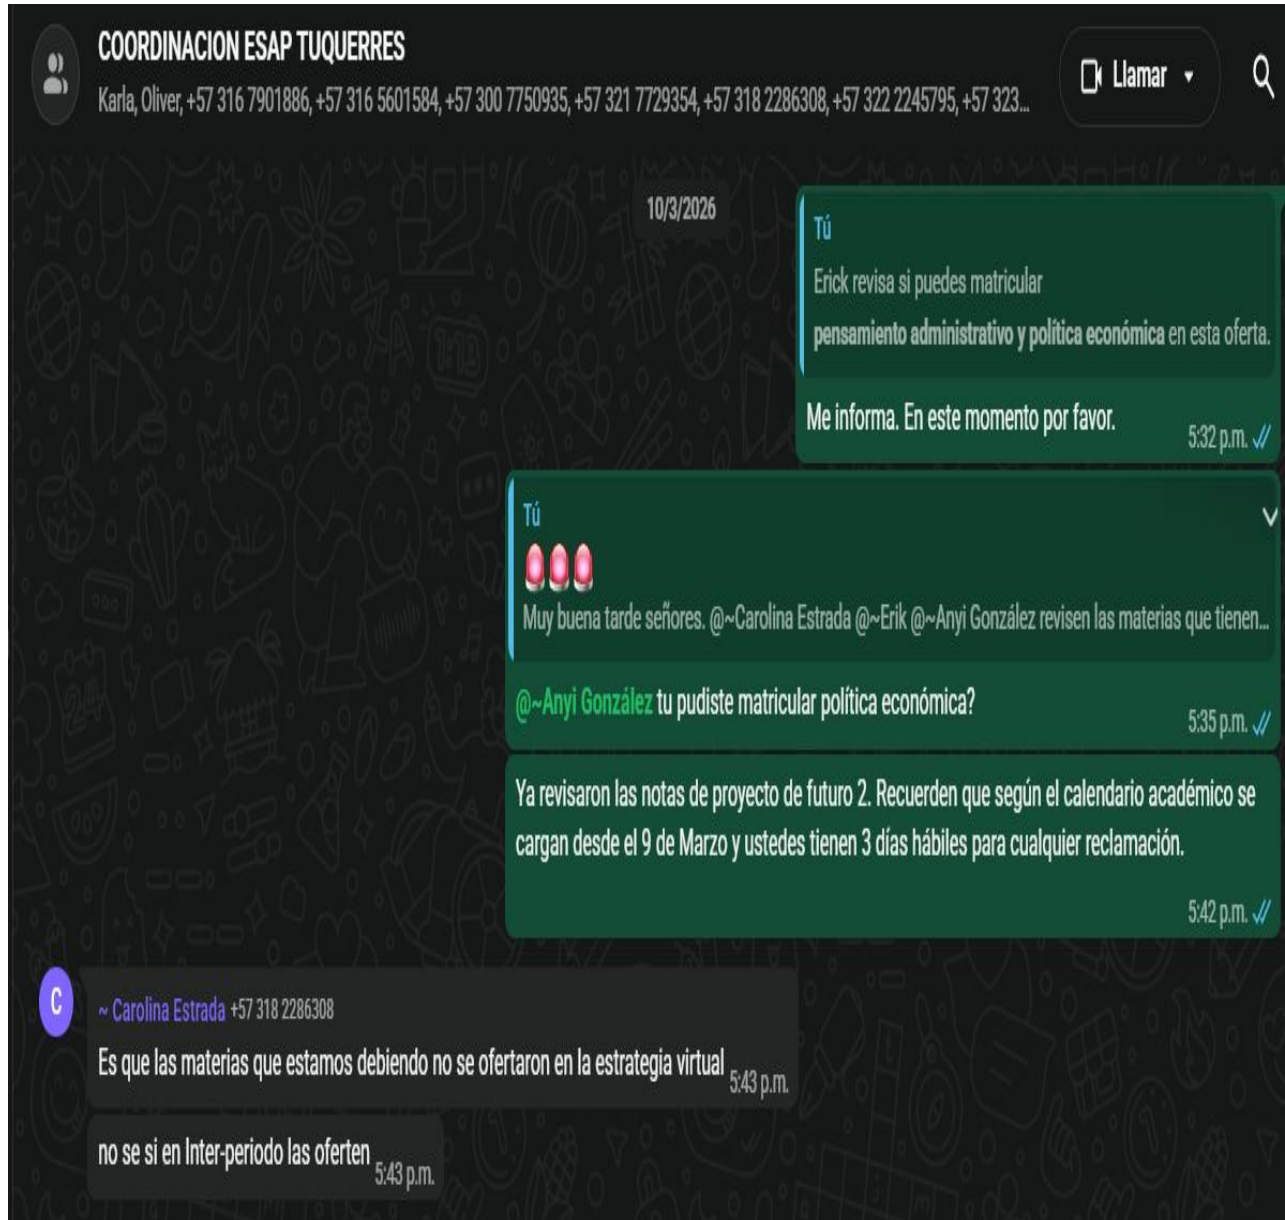 COORDINACION ESAP TUQUERRES
Karla, Oliver, +57 316 7901886, +57 316 5601584, +57 300 7750935, +57 321 7729354, +57 318 2286308, +57 322 2245795, +57 323...
Llamar
10/3/2026
Tú
Erick revisa si puedes matricular
pensamiento administrativo y política económica en esta oferta.
Me informa. En este momento por favor.
5:32 p.m.
Tú
Muy buena tarde señores. @~Carolina Estrada @~Erik @~Anyi González revisen las materias que tienen...
@~Anyi González tu pudiste matricular política económica?
5:35 p.m.
Ya revisaron las notas de proyecto de futuro 2. Recuerden que según el calendario académico se
cargan desde el 9 de Marzo y ustedes tienen 3 días hábiles para cualquier reclamación.
5:42 p.m.
C
~ Carolina Estrada +57 318 2286308
Es que las materias que estamos debiendo no se ofertaron en la estrategia virtual
5:43 p.m.
no se si en Inter-periodo las oferten
5:43 p.m.